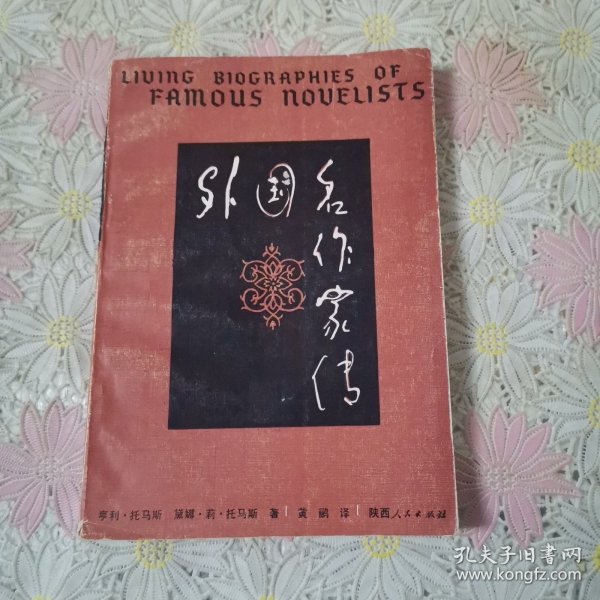 LIVING BIOGRAPHIES OF
FAMOUS NOVELISTS
外国名作家传
亨利·托马斯 黛娜·莉·托马斯 著 黄鹂 译 陕西人民出版社
孔夫子旧书网
www.kongfz.com